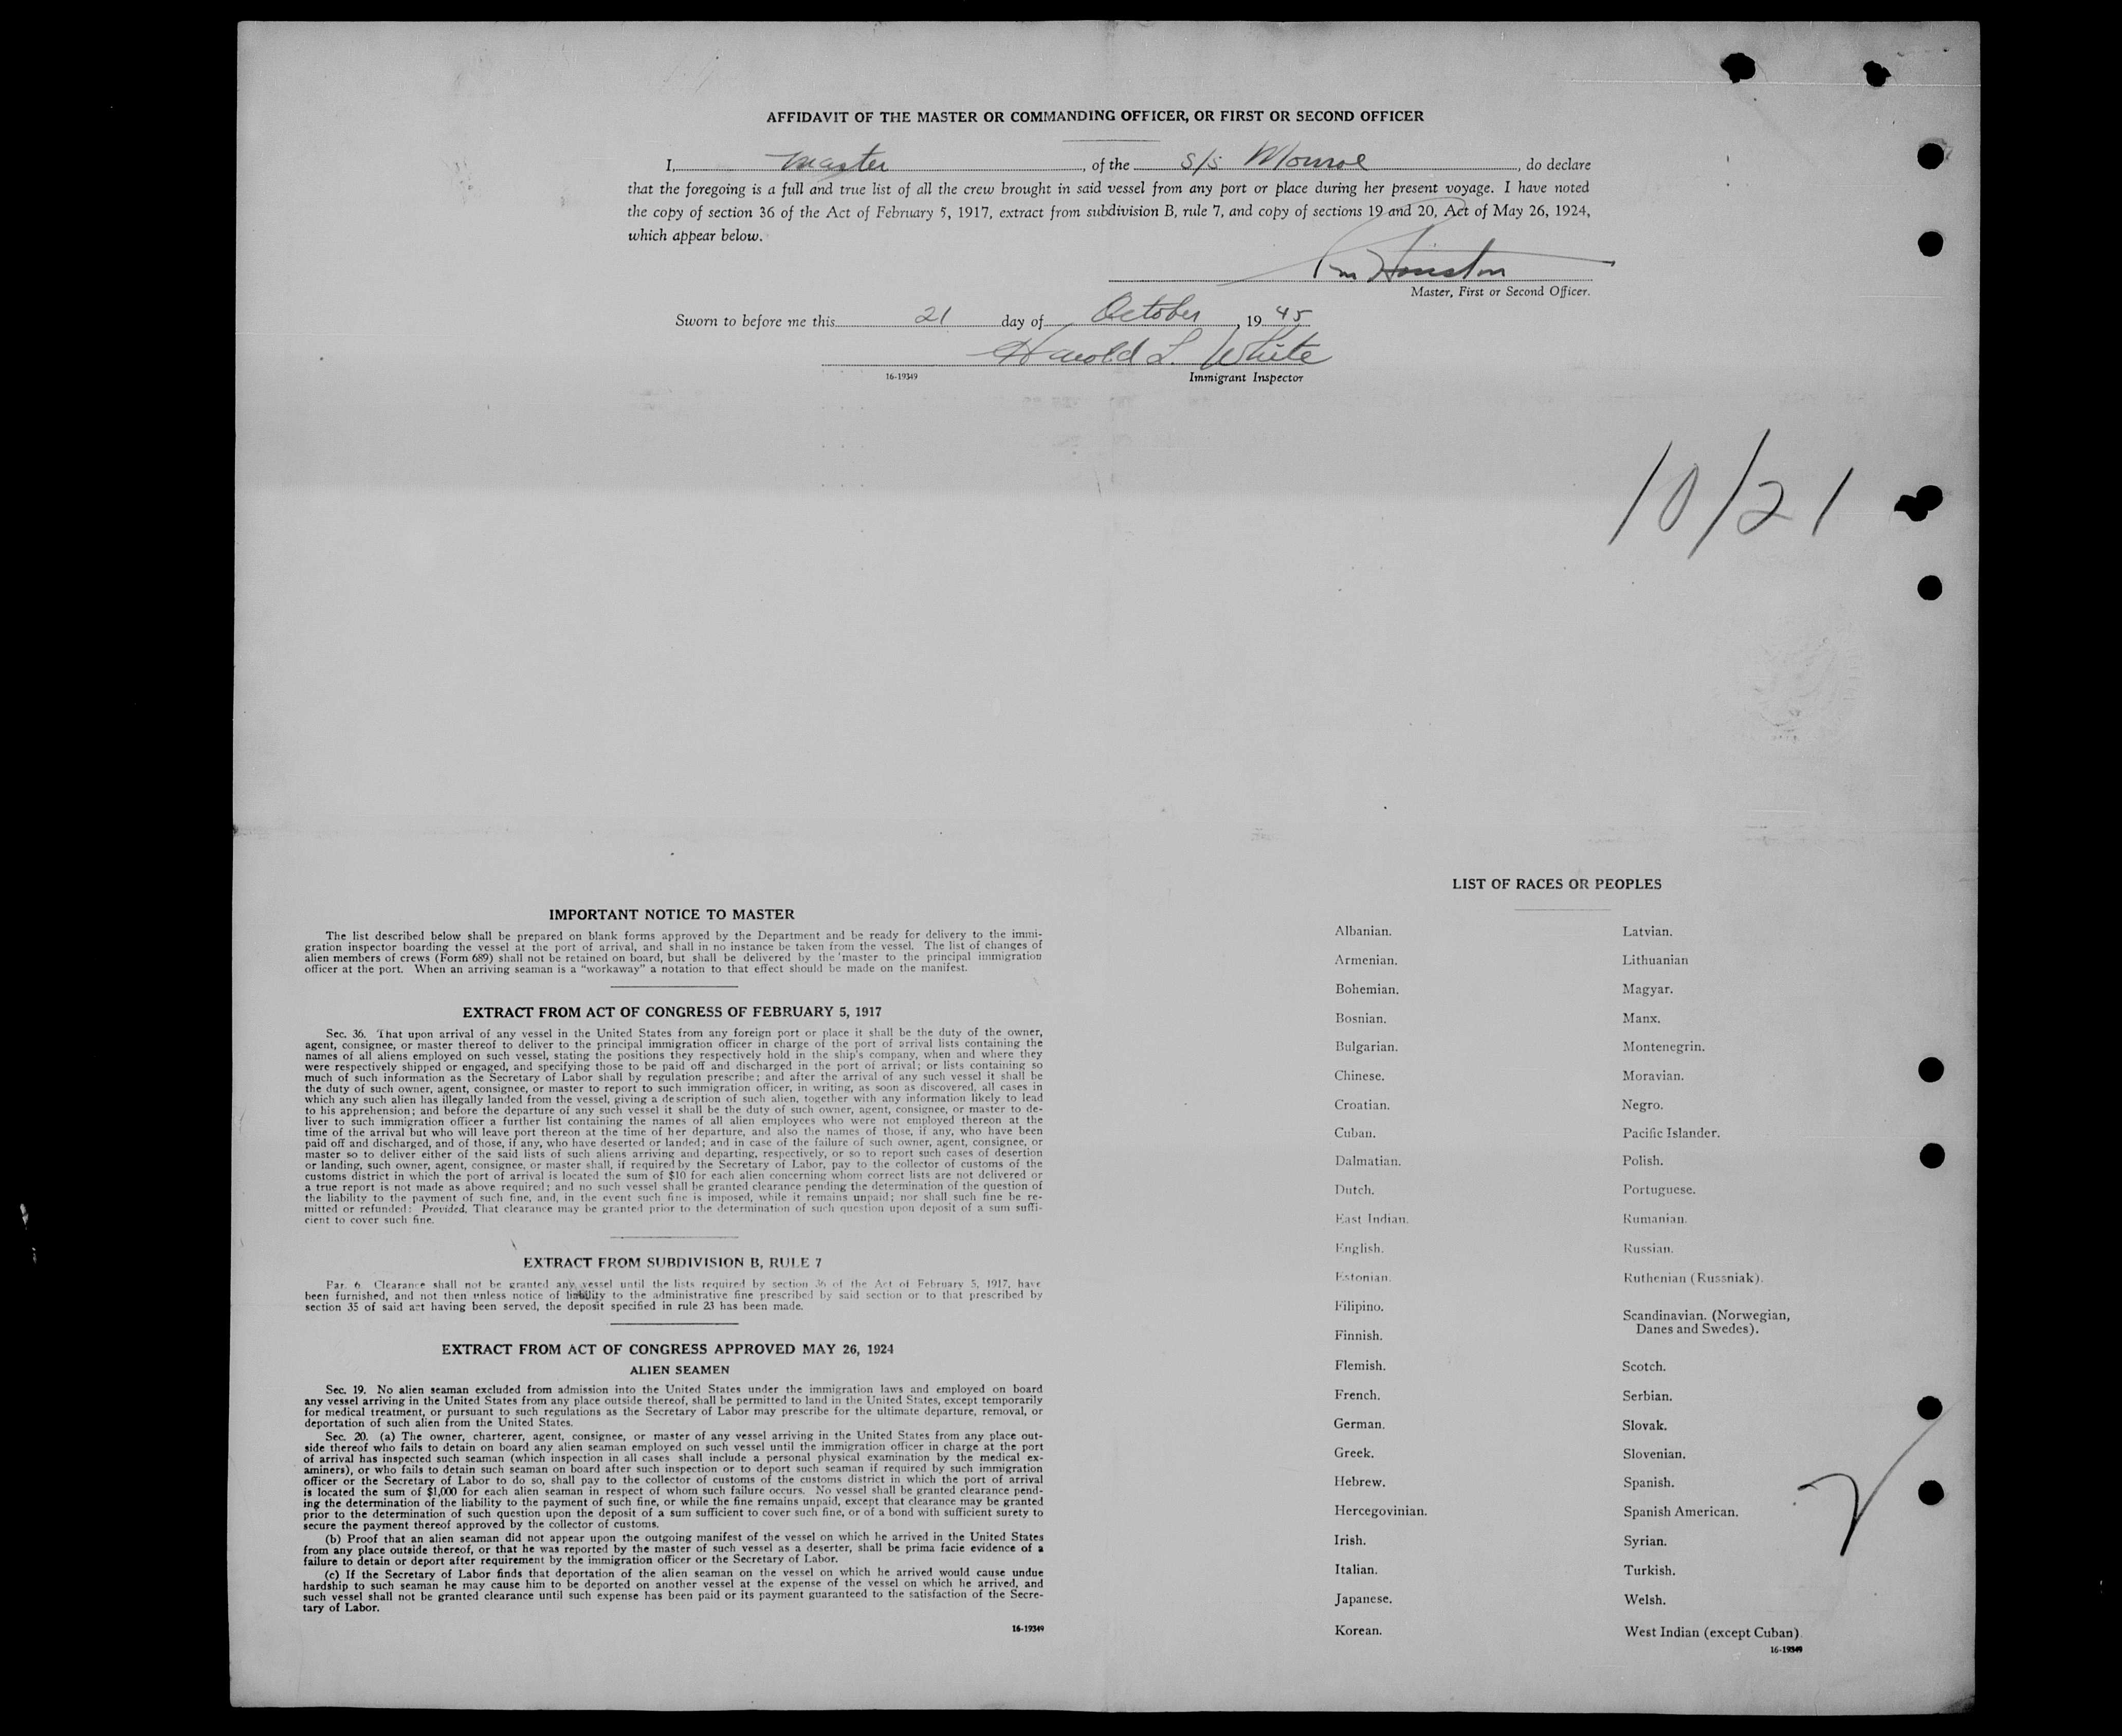 AFFIDAVIT OF THE MASTER OR COMMANDING OFFICER, OR FIRST OR SECOND OFFICER
I, Master, of the S/S Monroe, do declare
that the foregoing is a full and true list of all the crew brought in said vessel from any port or place during her present voyage. I have noted
the copy of section 36 of the Act of February 5, 1917, extract from subdivision B, rule 7, and copy of sections 19 and 20, Act of May 26, 1924,
which appear below.
Houston
Master, First or Second Officer.
Sworn to before me this 21 day of October, 1945
Harold L. White
16-19349 Immigrant Inspector
10/21
IMPORTANT NOTICE TO MASTER
The list described below shall be prepared on blank forms approved by the Department and be ready for delivery to the immi-
gration inspector boarding the vessel at the port of arrival, and shall in no instance be taken from the vessel. The list of changes of
alien members of crews (Form 689) shall not be retained on board, but shall be delivered by the master to the principal immigration
officer at the port. When an arriving seaman is a "workaway" a notation to that effect should be made on the manifest.
EXTRACT FROM ACT OF CONGRESS OF FEBRUARY 5, 1917
Sec. 36. That upon arrival of any vessel in the United States from any foreign port or place it shall be the duty of the owner,
agent, consignee, or master thereof to deliver to the principal immigration officer in charge of the port of arrival lists containing the
names of all aliens employed on such vessel, stating the positions they respectively hold in the ship's company, when and where they
were respectively shipped or engaged, and specifying those to be paid off and discharged in the port of arrival; or lists containing so
much of such information as the Secretary of Labor shall by regulation prescribe; and after the arrival of any such vessel it shall be
the duty of such owner, agent, consignee, or master to report to such immigration officer, in writing, as soon as discovered, all cases in
which any such alien has illegally landed from the vessel, giving a description of such alien, together with any information likely to lead
to his apprehension; and before the departure of any such vessel it shall be the duty of such owner, agent, consignee, or master to de-
liver to such immigration officer a further list containing the names of all alien employees who were not employed thereon at the
time of the arrival but who will leave port thereon at the time of her departure, and also the names of those, if any, who have been
paid off and discharged, and of those, if any, who have deserted or landed; and in case of the failure of such owner, agent, consignee, or
master so to deliver either of the said lists of such aliens arriving and departing, respectively, or so to report such cases of desertion
or landing, such owner, agent, consignee, or master shall, if required by the Secretary of Labor, pay to the collector of customs of the
customs district in which the port of arrival is located the sum of $10 for each alien concerning whom correct lists are not delivered or
a true report is not made as above required; and no such vessel shall be granted clearance pending the determination of the question of
the liability to the payment of such fine, and, in the event such fine is imposed, while it remains unpaid; nor shall such fine be re-
mitted or refunded: Provided, That clearance may be granted prior to the determination of such question upon deposit of a sum suffi-
cient to cover such fine.
EXTRACT FROM SUBDIVISION B, RULE 7
Par. 6 Clearance shall not be granted any vessel until the lists required by section 36 of the Act of February 5, 1917, have
been furnished, and not then unless notice of liability to the administrative fine prescribed by said section or to that prescribed by
section 35 of said act having been served, the deposit specified in rule 23 has been made.
EXTRACT FROM ACT OF CONGRESS APPROVED MAY 26, 1924
ALIEN SEAMEN
Sec. 19. No alien seaman excluded from admission into the United States under the immigration laws and employed on board
any vessel arriving in the United States from any place outside thereof, shall be permitted to land in the United States, except temporarily
for medical treatment, or pursuant to such regulations as the Secretary of Labor may prescribe for the ultimate departure, removal, or
deportation of such alien from the United States.
Sec. 20. (a) The owner, charterer, agent, consignee, or master of any vessel arriving in the United States from any place out-
side thereof who fails to detain on board any alien seaman employed on such vessel until the immigration officer in charge at the port
of arrival has inspected such seaman (which inspection in all cases shall include a personal physical examination by the medical ex-
aminers), or who fails to detain such seaman on board after such inspection or to deport such seaman if required by such immigration
officer or the Secretary of Labor to do so, shall pay to the collector of customs of the customs district in which the port of arrival
is located the sum of $1,000 for each alien seaman in respect of whom such failure occurs. No vessel shall be granted clearance pend-
ing the determination of the liability to the payment of such fine, or while the fine remains unpaid, except that clearance may be granted
prior to the determination of such question upon the deposit of a sum sufficient to cover such fine, or of a bond with sufficient surety to
secure the payment thereof approved by the collector of customs.
(b) Proof that an alien seaman did not appear upon the outgoing manifest of the vessel on which he arrived in the United States
from any place outside thereof, or that he was reported by the master of such vessel as a deserter, shall be prima facie evidence of a
failure to detain or deport after requirement by the immigration officer or the Secretary of Labor.
(c) If the Secretary of Labor finds that deportation of the alien seaman on the vessel on which he arrived would cause undue
hardship to such seaman he may cause him to be deported on another vessel at the expense of the vessel on which he arrived, and
such vessel shall not be granted clearance until such expense has been paid or its payment guaranteed to the satisfaction of the Secre-
tary of Labor.
16-19349
LIST OF RACES OR PEOPLES
Albanian.
Armenian.
Bohemian.
Bosnian.
Bulgarian.
Chinese.
Croatian.
Cuban.
Dalmatian.
Dutch.
East Indian.
English.
Estonian.
Filipino.
Finnish.
Flemish.
French.
German.
Greek.
Hebrew.
Hercegovinian.
Irish.
Italian.
Japanese.
Korean.
Latvian.
Lithuanian
Magyar.
Manx.
Montenegrin.
Moravian.
Negro.
Pacific Islander.
Polish.
Portuguese.
Rumanian.
Russian.
Ruthenian (Russniak).
Scandinavian. (Norwegian,
Danes and Swedes).
Scotch.
Serbian.
Slovak.
Slovenian.
Spanish.
Spanish American.
Syrian.
Turkish.
Welsh.
West Indian (except Cuban)
16-19349